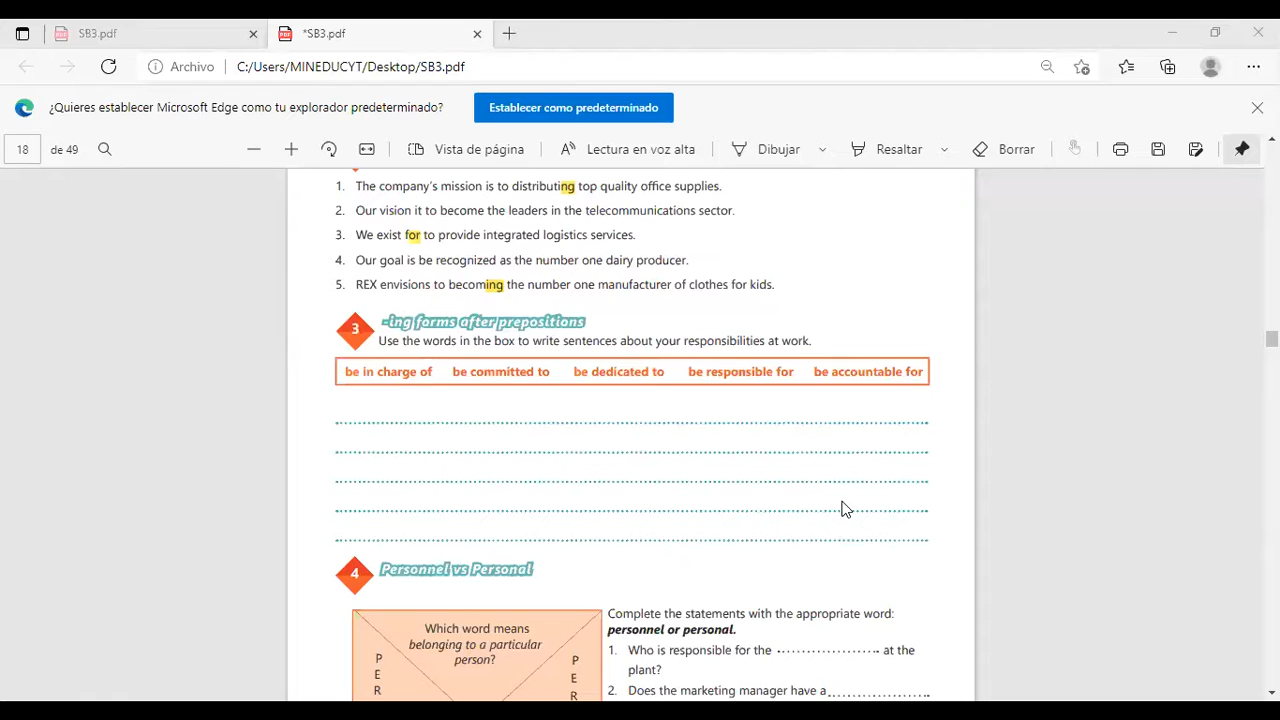 SB3.pdf
*SB3.pdf
Archivo C:/Users/MINEDUCYT/Desktop/SB3.pdf
¿Quieres establecer Microsoft Edge como tu explorador predeterminado? Establecer como predeterminado
18 de 49 Vista de página Lectura en voz alta Dibujar Resaltar Borrar
1. The company's mission is to distributing top quality office supplies.
2. Our vision it to become the leaders in the telecommunications sector.
3. We exist for to provide integrated logistics services.
4. Our goal is be recognized as the number one dairy producer.
5. REX envisions to becoming the number one manufacturer of clothes for kids.
3 -ing forms after prepositions
Use the words in the box to write sentences about your responsibilities at work.
be in charge of be committed to be dedicated to be responsible for be accountable for
4 Personnel vs Personal
Which word means
belonging to a particular
person?
P
E
R
P
E
R
Complete the statements with the appropriate word:
personnel or personal.
1. Who is responsible for the at the
plant?
2. Does the marketing manager have a